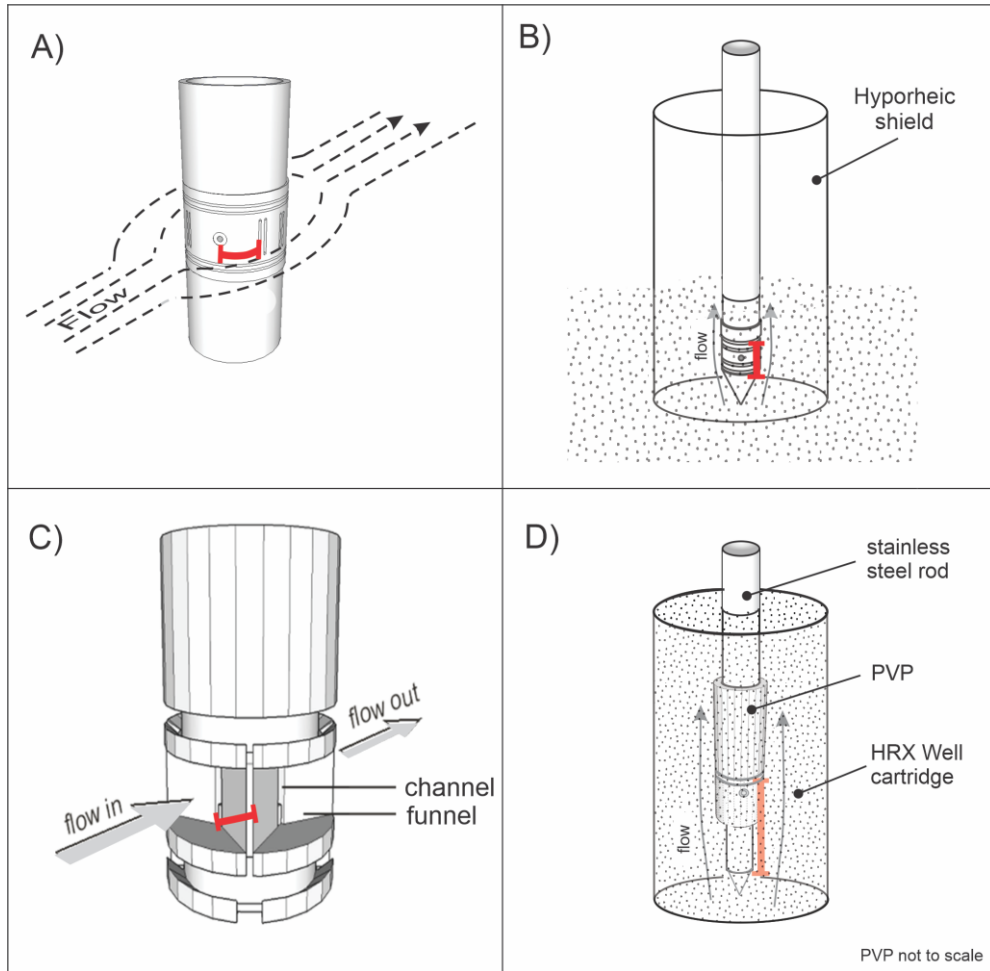 A)
Flow
B)
Hyporheic
shield
flow
C)
flow in
flow out
channel
funnel
D)
stainless
steel rod
PVP
HRX Well
cartridge
flow
PVP not to scale